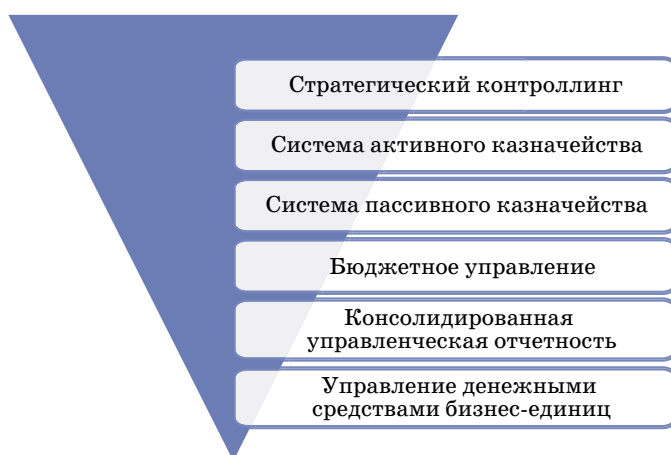 Стратегический контроллинг
Система активного казначейства
Система пассивного казначейства
Бюджетное управление
Консолидированная
управленческая отчетность
Управление денежными
средствами бизнес-единиц